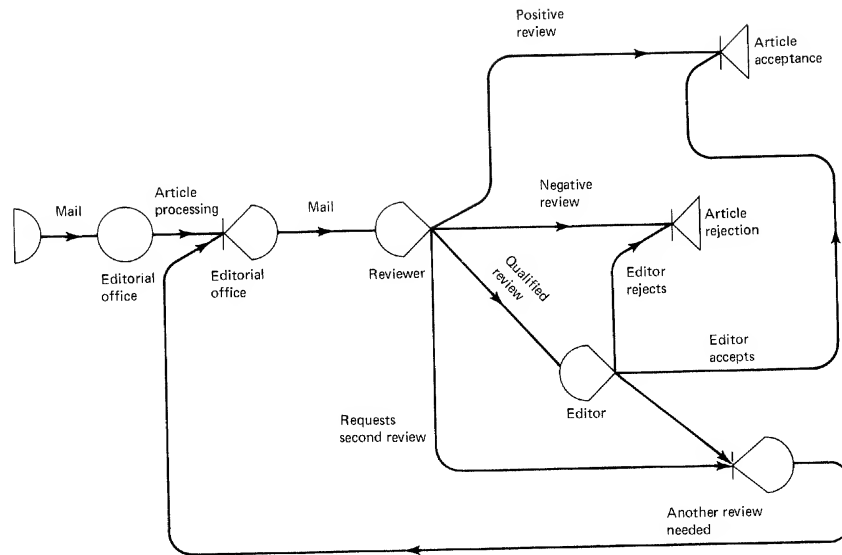 Positive
review
Article
acceptance
Mail
Article
processing
Mail
Negative
review
Article
rejection
Editorial
office
Editorial
office
Reviewer
Qualified
review
Editor
rejects
Editor
accepts
Editor
Requests
second review
Another review
needed